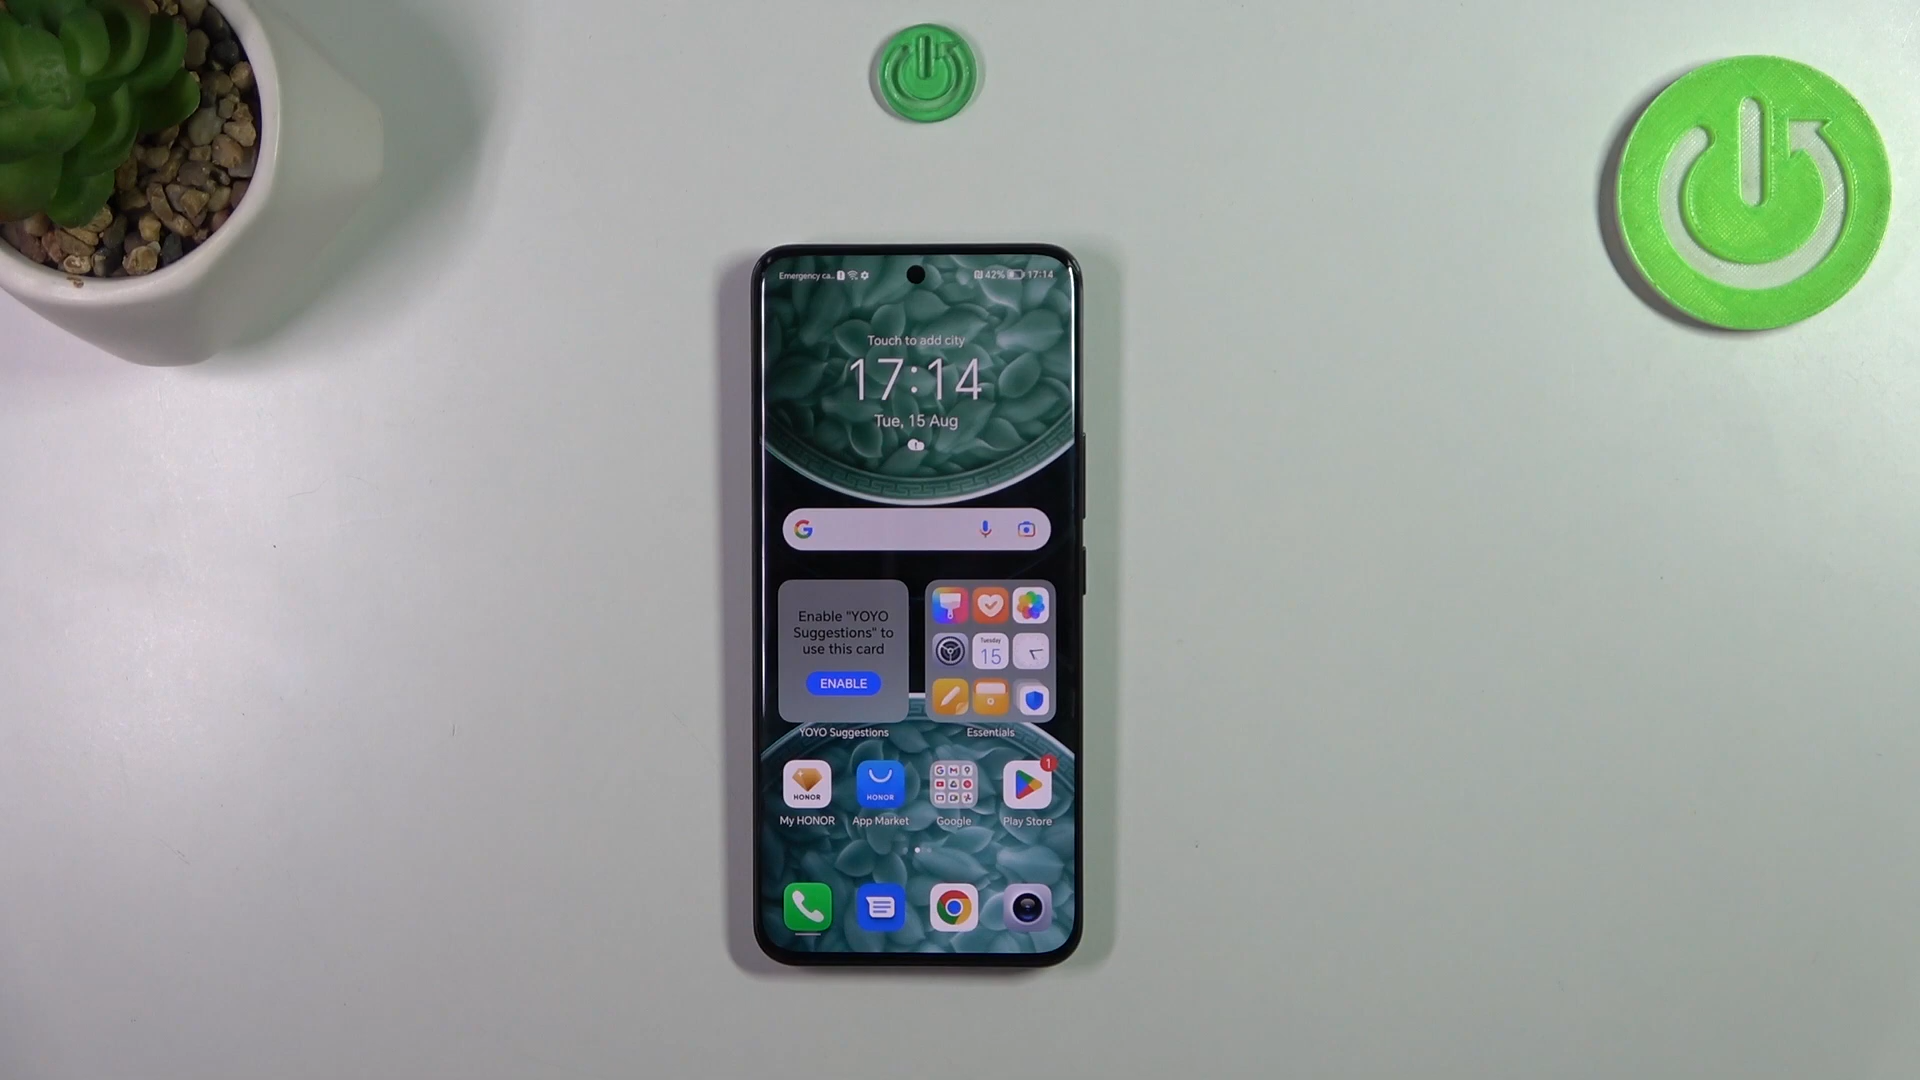 Emergency ca..
42%
17:14
Touch to add city
17:14
Tue, 15 Aug
Enable "YOYO
Suggestions" to
use this card
ENABLE
Tuesday
15
YOYO Suggestions
Essentials
1
HONOR
HONOR
My HONOR
App Market
Google
Play Store